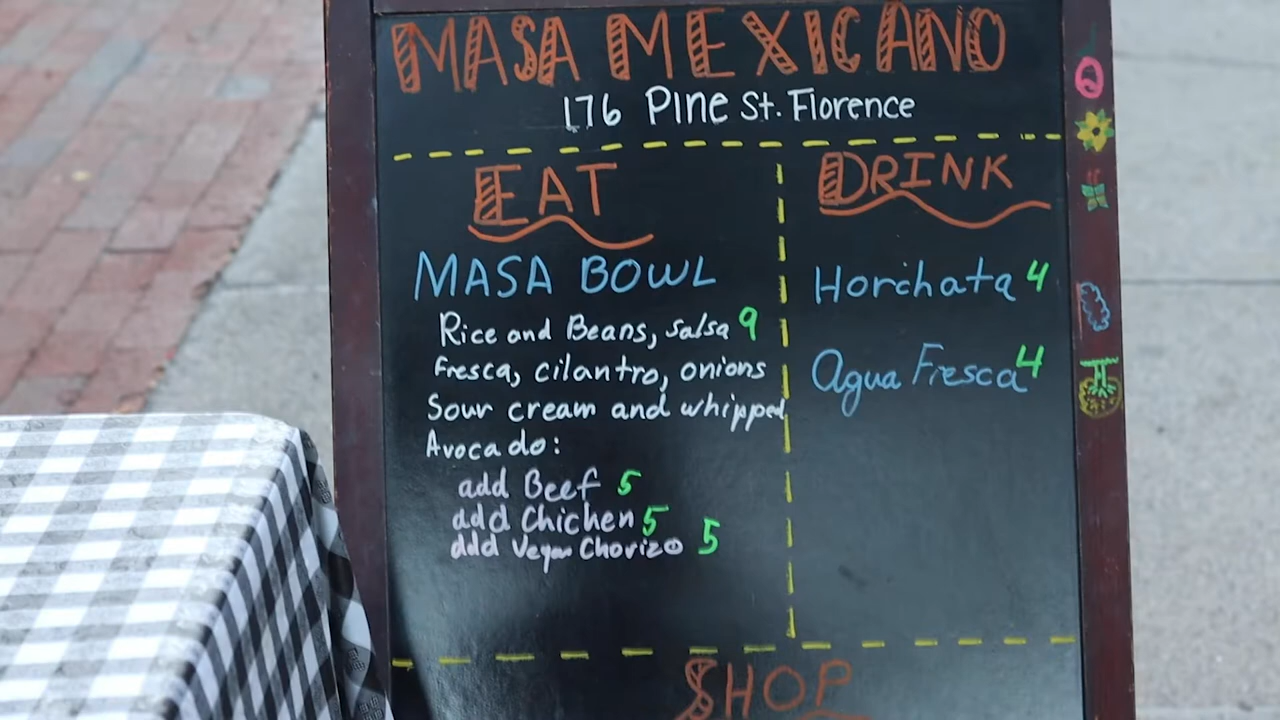 MASA MEXICANO
176 Pine St. Florence
EAT
MASA BOWL
Rice and Beans, Salsa 9
Fresca, cilantro, onions
Sour cream and whipped
Avocado:
add Beef 5
add Chicken 5
add Vegan Chorizo 5
DRINK
Horchata 4
Agua Fresca 4
SHOP